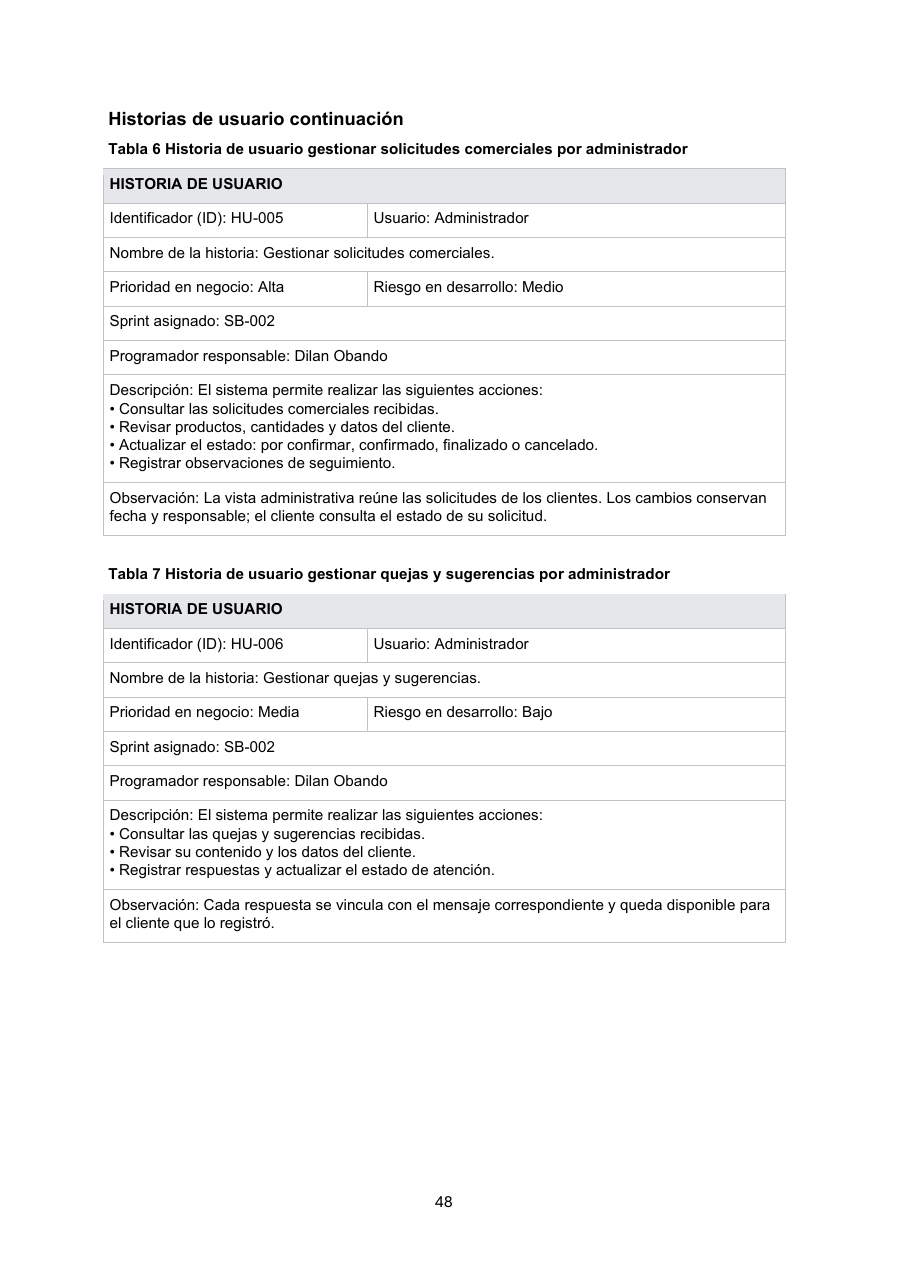 Historias de usuario continuación
Tabla 6 Historia de usuario gestionar solicitudes comerciales por administrador
HISTORIA DE USUARIO
Identificador (ID): HU-005
Usuario: Administrador
Nombre de la historia: Gestionar solicitudes comerciales.
Prioridad en negocio: Alta
Riesgo en desarrollo: Medio
Sprint asignado: SB-002
Programador responsable: Dilan Obando
Descripción: El sistema permite realizar las siguientes acciones:
• Consultar las solicitudes comerciales recibidas.
• Revisar productos, cantidades y datos del cliente.
• Actualizar el estado: por confirmar, confirmado, finalizado o cancelado.
• Registrar observaciones de seguimiento.
Observación: La vista administrativa reúne las solicitudes de los clientes. Los cambios conservan
fecha y responsable; el cliente consulta el estado de su solicitud.
Tabla 7 Historia de usuario gestionar quejas y sugerencias por administrador
HISTORIA DE USUARIO
Identificador (ID): HU-006
Usuario: Administrador
Nombre de la historia: Gestionar quejas y sugerencias.
Prioridad en negocio: Media
Riesgo en desarrollo: Bajo
Sprint asignado: SB-002
Programador responsable: Dilan Obando
Descripción: El sistema permite realizar las siguientes acciones:
• Consultar las quejas y sugerencias recibidas.
• Revisar su contenido y los datos del cliente.
• Registrar respuestas y actualizar el estado de atención.
Observación: Cada respuesta se vincula con el mensaje correspondiente y queda disponible para
el cliente que lo registró.
48